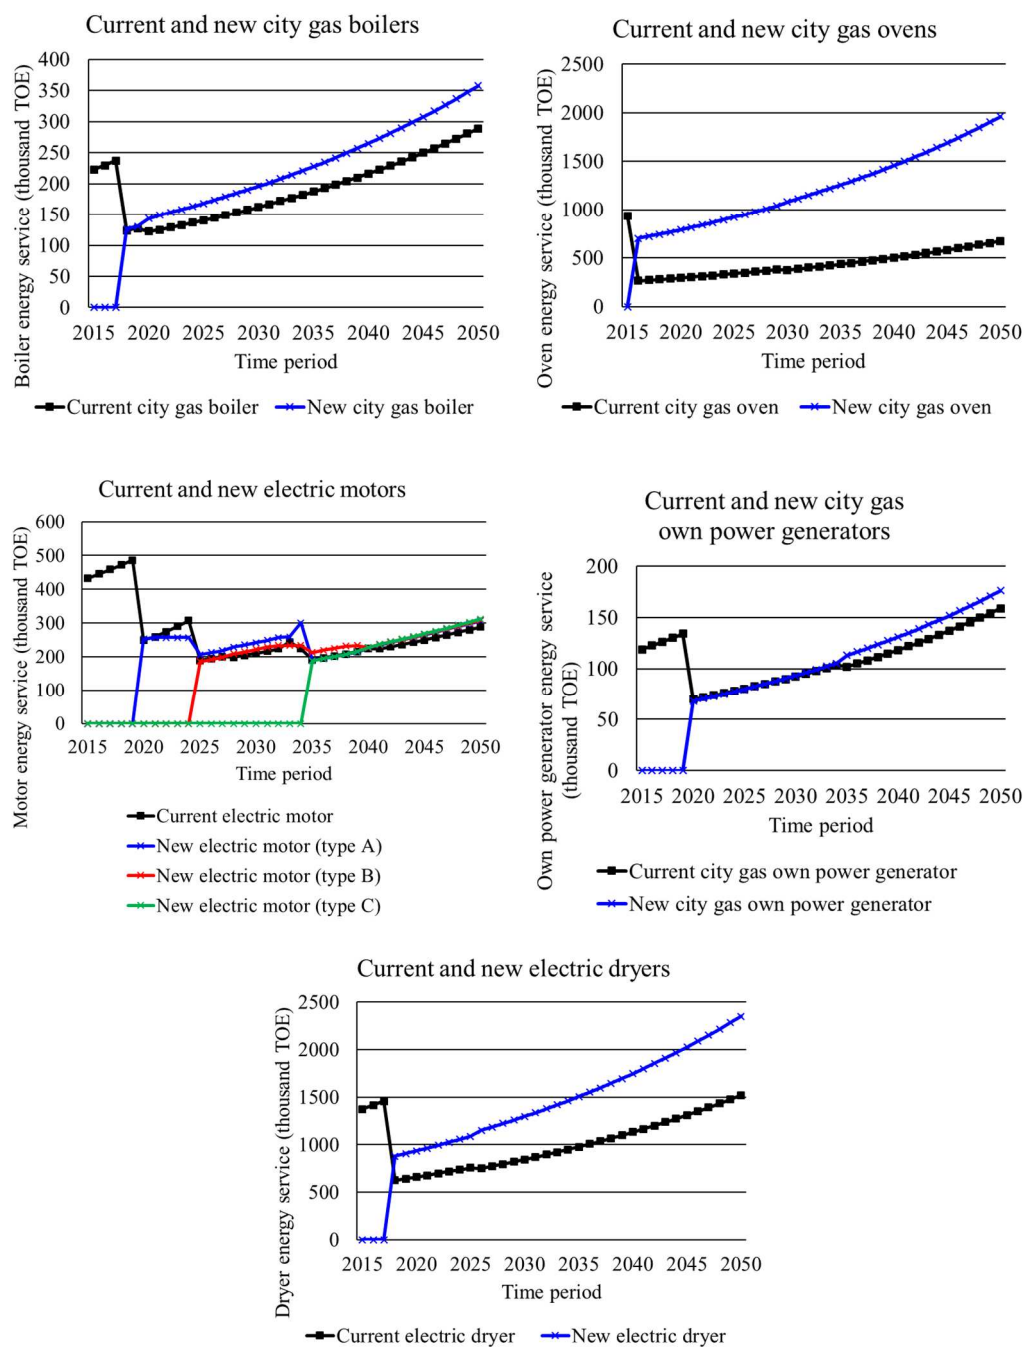 Current and new city gas boilers
Boiler energy service (thousand TOE)
400
350
300
250
200
150
100
50
0
2015 2020 2025 2030 2035 2040 2045 2050
Time period
Current city gas boiler New city gas boiler
Current and new city gas ovens
Oven energy service (thousand TOE)
2500
2000
1500
1000
500
0
2015 2020 2025 2030 2035 2040 2045 2050
Time period
Current city gas oven New city gas oven
Current and new electric motors
Motor energy service (thousand TOE)
600
500
400
300
200
100
0
2015 2020 2025 2030 2035 2040 2045 2050
Time period
Current electric motor
New electric motor (type A)
New electric motor (type B)
New electric motor (type C)
Current and new city gas
own power generators
Own power generator energy service
(thousand TOE)
200
150
100
50
0
2015 2020 2025 2030 2035 2040 2045 2050
Time period
Current city gas own power generator
New city gas own power generator
Current and new electric dryers
Dryer energy service (thousand TOE)
2500
2000
1500
1000
500
0
2015 2020 2025 2030 2035 2040 2045 2050
Time period
Current electric dryer New electric dryer